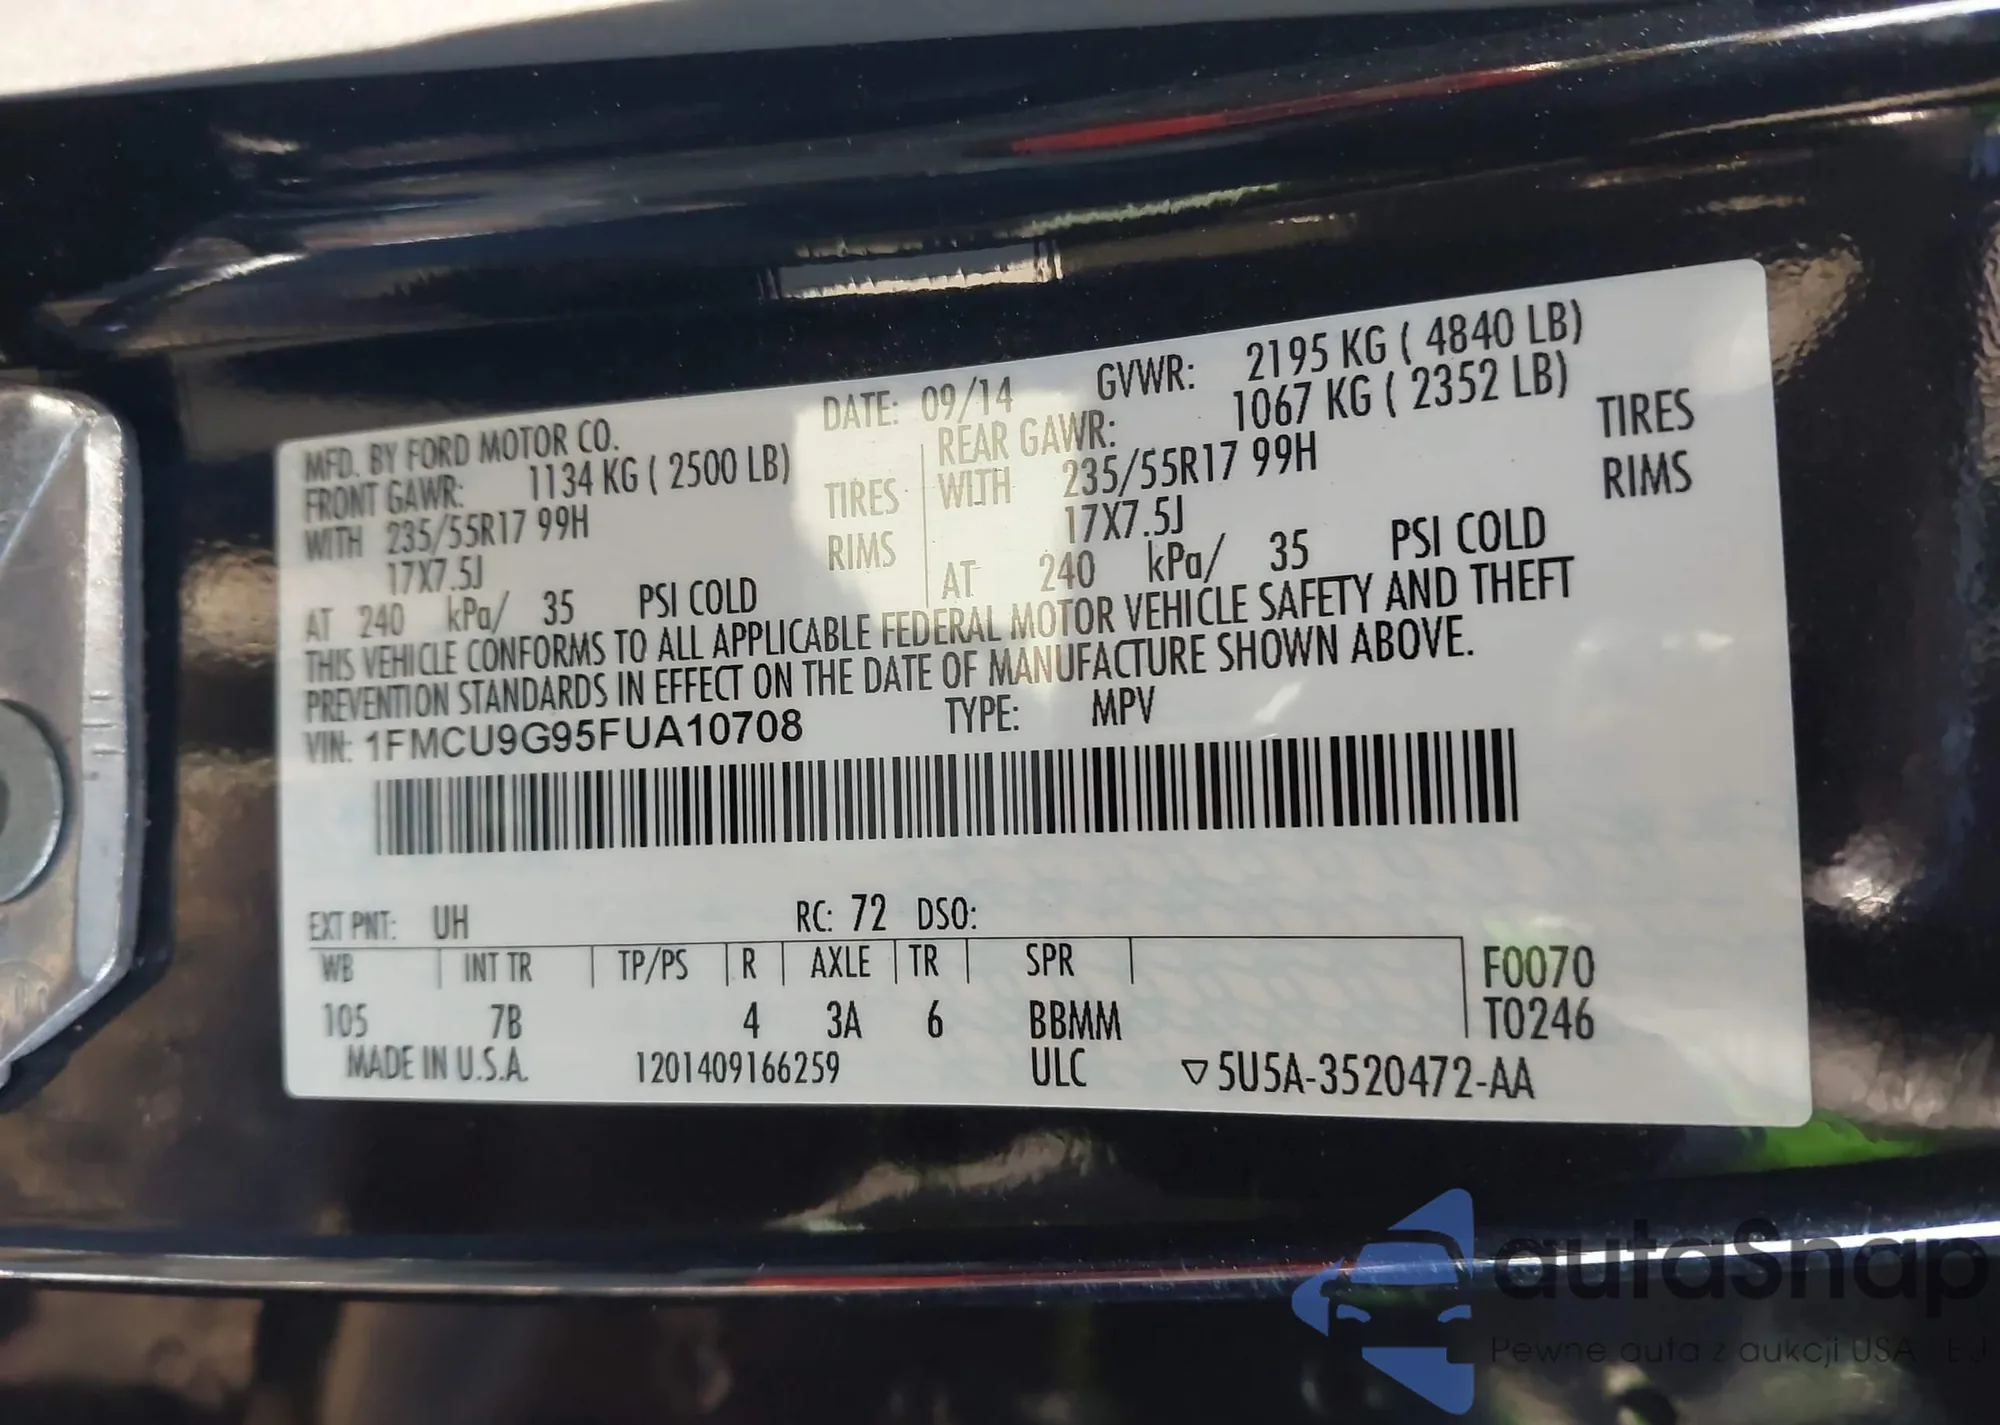 MFD. BY FORD MOTOR CO. DATE: 09/14 GVWR: 2195 KG ( 4840 LB)
FRONT GAWR: 1134 KG ( 2500 LB) REAR GAWR: 1067 KG ( 2352 LB)
WITH 235/55R17 99H TIRES WITH 235/55R17 99H TIRES
17X7.5J RIMS 17X7.5J RIMS
AT 240 kPa/ 35 PSI COLD AT 240 kPa/ 35 PSI COLD
THIS VEHICLE CONFORMS TO ALL APPLICABLE FEDERAL MOTOR VEHICLE SAFETY AND THEFT
PREVENTION STANDARDS IN EFFECT ON THE DATE OF MANUFACTURE SHOWN ABOVE.
VIN: 1FMCU9G95FUA10708 TYPE: MPV
EXT PNT: UH RC: 72 DSO:
WB INT TR TP/PS R AXLE TR SPR F0070
105 7B 4 3A 6 BBMM T0246
MADE IN U.S.A. 1201409166259 ULC ▽5U5A-3520472-AA
autaSnap
Pewne auta z aukcji USA